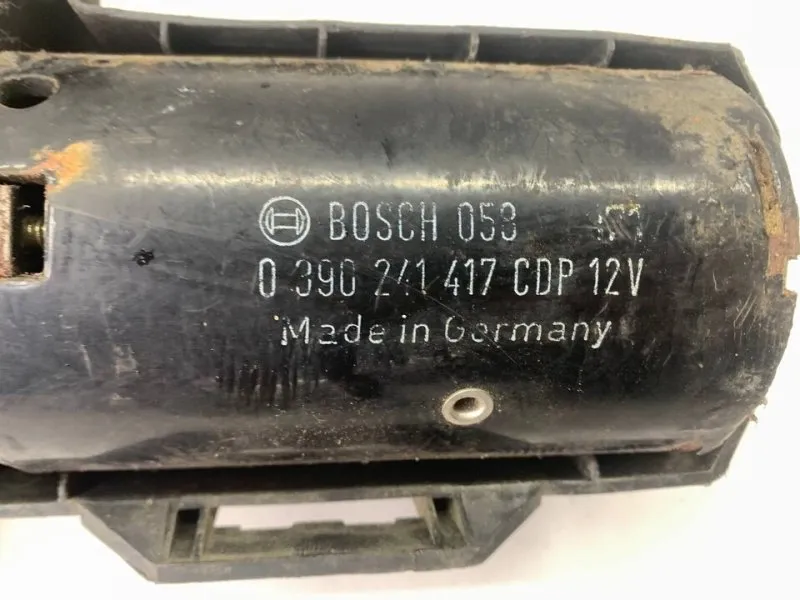 BOSCH 053
0 390 241 417 CDP 12V
Made in Germany